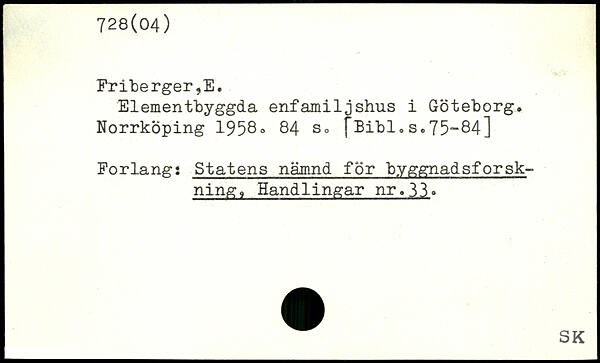 728(04)
Friberger,E.
Elementbyggda enfamiljshus i Göteborg.
Norrköping 1958. 84 s. [Bibl.s.75-84]
Forlang: Statens nämnd för byggnadsforsk-
ning, Handlingar nr.33.
SK